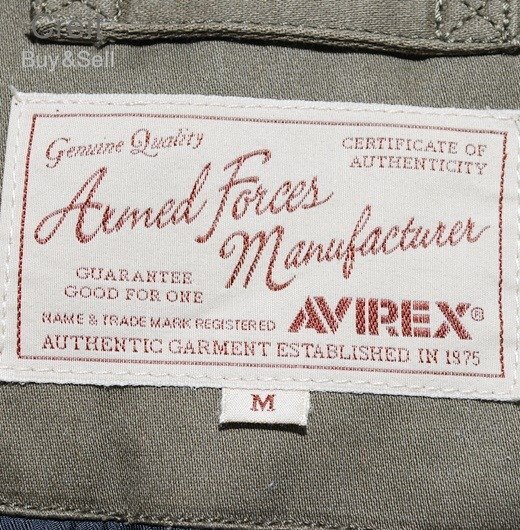 Buy&Sell
Genuine Quality
CERTIFICATE OF
AUTHENTICITY
Armed Forces
Manufacturer
GUARANTEE
GOOD FOR ONE
NAME & TRADE MARK REGISTERED
AVIREX®
AUTHENTIC GARMENT ESTABLISHED IN 1975
M